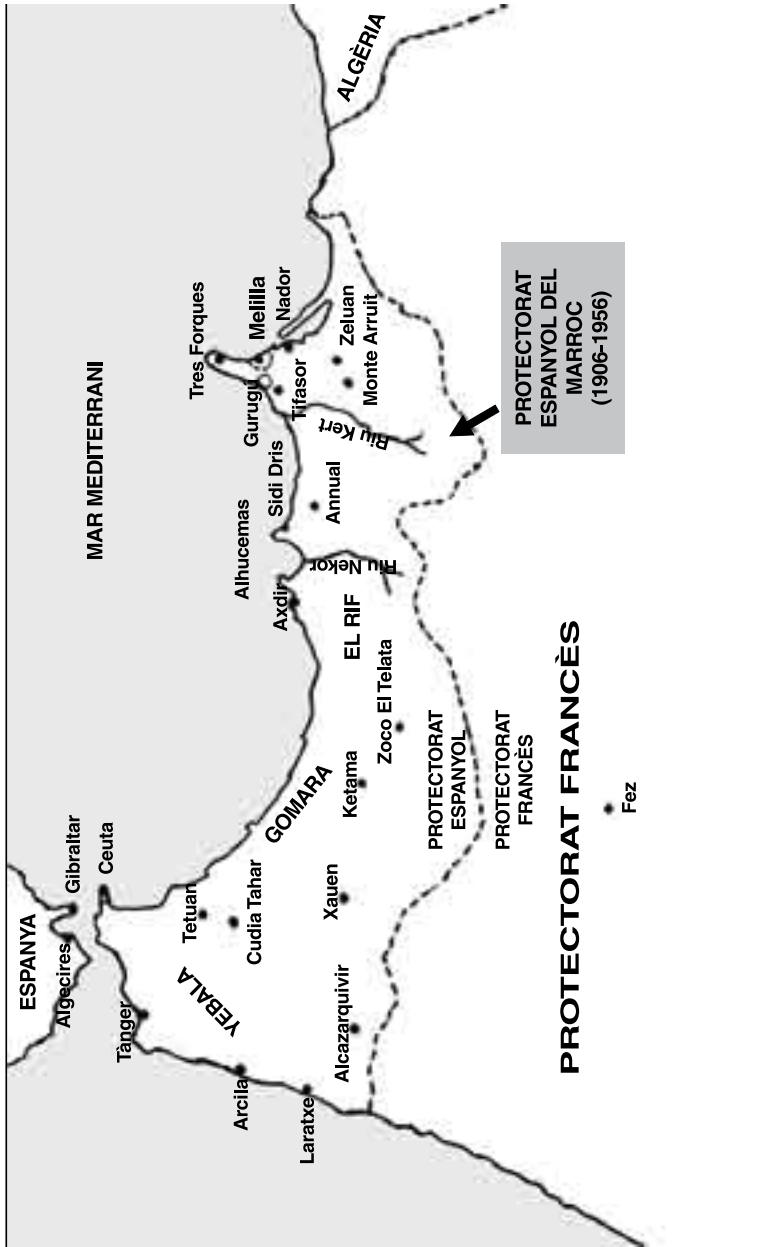 ESPANYA
Algecires
Gibraltar
Ceuta
MAR MEDITERRANI
ALGÈRIA
Tànger
Arcila
Laratxe
YEBALA
Tetuan
Cudia Tahar
Xauen
Alcazarquivir
GOMARA
Ketama
Zoco El Telata
EL RIF
Axdir
Alhucemas
Riu Nekor
Sidi Dris
Annual
Riu Kert
Tres Forques
Gurugú
Melilla
Nador
Tifasor
Zeluan
Monte Arruit
PROTECTORAT
ESPANYOL
PROTECTORAT
FRANCÈS
PROTECTORAT FRANCÈS
Fez
PROTECTORAT
ESPANYOL DEL
MARROC
(1906-1956)